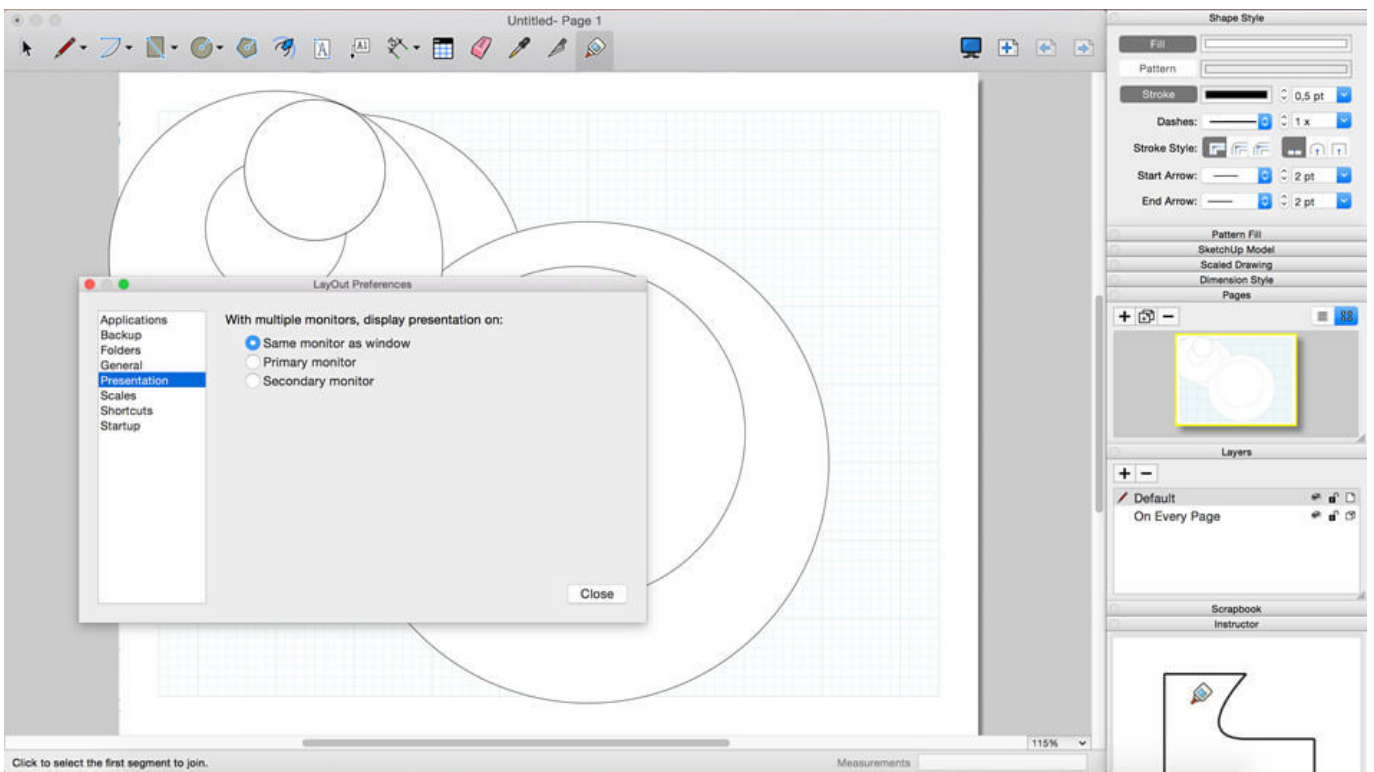 Untitled- Page 1
A
A1
Shape Style
Fill
Pattern
Stroke
0,5 pt
Dashes:
1 x
Stroke Style:
Start Arrow:
2 pt
End Arrow:
2 pt
Pattern Fill
SketchUp Model
Scaled Drawing
Dimension Style
Pages
Layers
Default
On Every Page
Scrapbook
Instructor
LayOut Preferences
Applications
Backup
Folders
General
Presentation
Scales
Shortcuts
Startup
With multiple monitors, display presentation on:
Same monitor as window
Primary monitor
Secondary monitor
Close
115%
Click to select the first segment to join.
Measurements